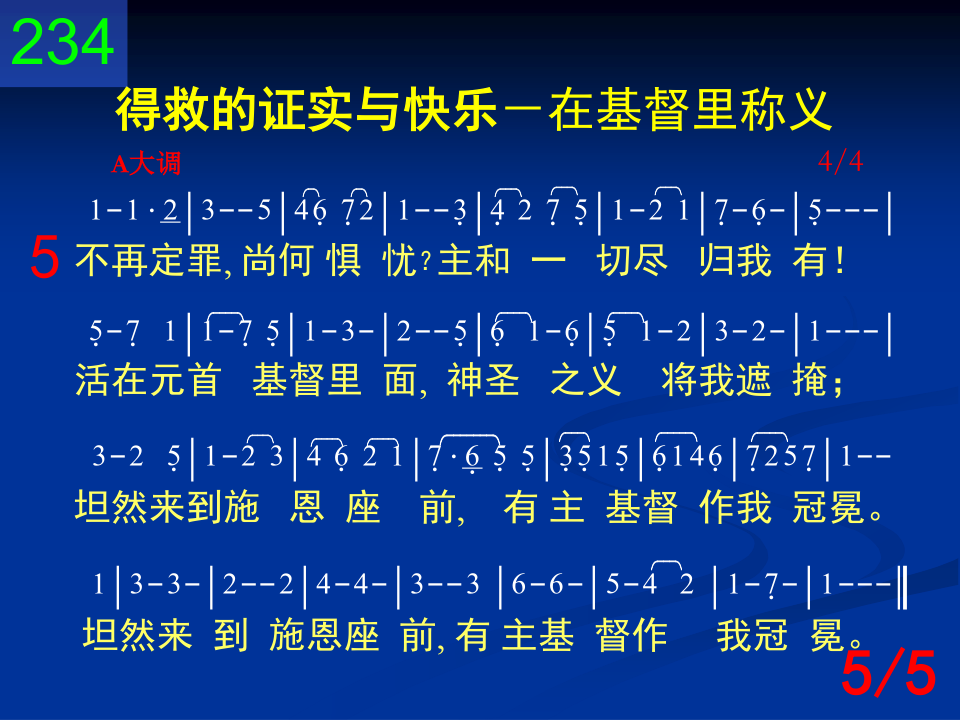 234
得救的证实与快乐－在基督里称义
A大调 4/4
1-1·2|3--5|46 72|1--3|4 2 7 5|1-2 1|7-6-|5---|
5 不再定罪, 尚何 惧 忧?主和 一 切尽 归我 有!
5-7 1|1-7 5|1-3-|2--5|6 1-6|5 1-2|3-2-|1---|
活在元首 基督里 面, 神圣 之义 将我遮 掩;
3-2 5|1-2 3|4 6 2 1|7·6 5 5|3515|6146|7257|1--
坦然来到施 恩 座 前, 有 主 基督 作我 冠冕。
1|3-3-|2--2|4-4-|3--3 |6-6-|5-4 2 |1-7-|1---‖
坦然来 到 施恩座 前, 有 主基 督作 我冠 冕。
5/5